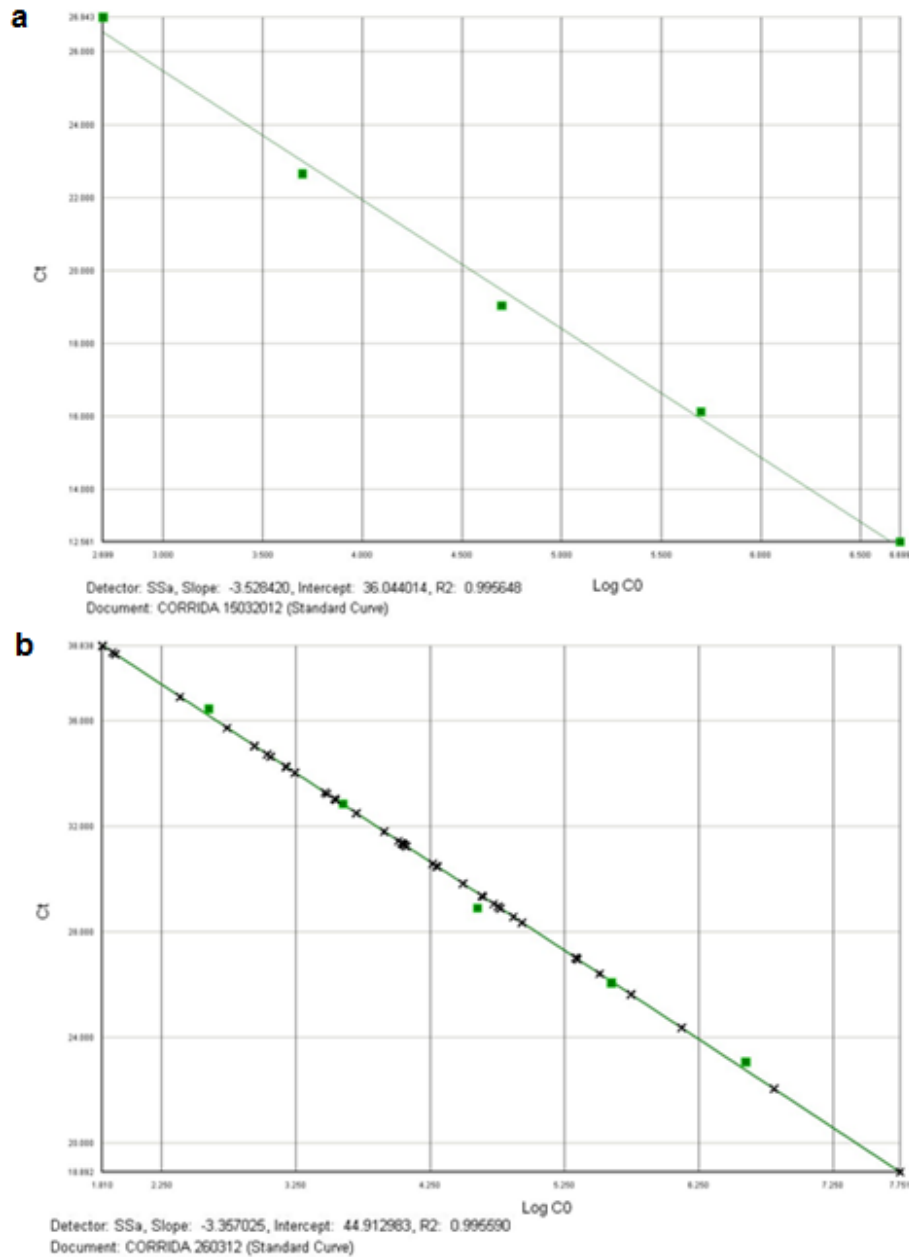 a
26.943
26.000
24.000
22.000
20.000
18.000
16.000
14.000
12.561
Ct
2.699 3.000 3.500 4.000 4.500 5.000 5.500 6.000 6.500 6.699
Log C0
Detector: SSa, Slope: -3.528420, Intercept: 36.044014, R2: 0.995648
Document: CORRIDA 15032012 (Standard Curve)
b
38.838
36.000
32.000
28.000
24.000
20.000
18.892
Ct
1.810 2.250 3.250 4.250 5.250 6.250 7.250 7.751
Log C0
Detector: SSa, Slope: -3.357025, Intercept: 44.912983, R2: 0.995590
Document: CORRIDA 260312 (Standard Curve)